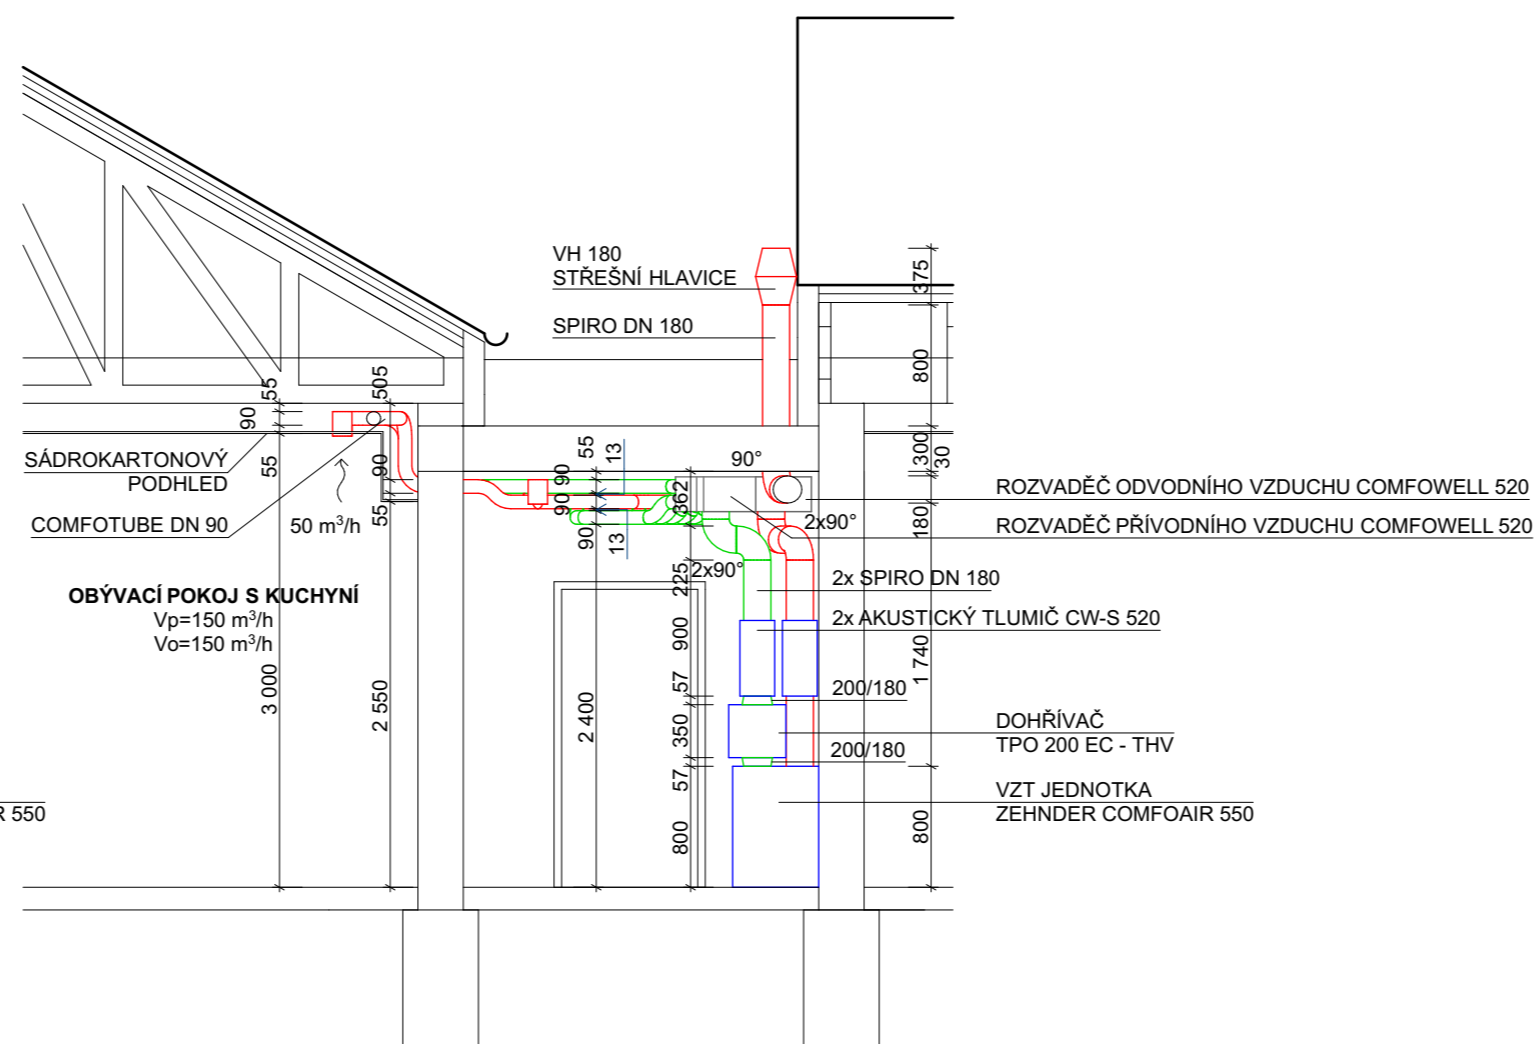 VH 180
STŘEŠNÍ HLAVICE
SPIRO DN 180
375
800
55
505
90
SÁDROKARTONOVÝ
PODHLED
55
90
55
COMFOTUBE DN 90
50 m³/h
55
13
90
90
90
13
362
90°
300
30
180
ROZVADĚČ ODVODNÍHO VZDUCHU COMFOWELL 520
2x90°
ROZVADĚČ PŘÍVODNÍHO VZDUCHU COMFOWELL 520
2x90°
225
2x SPIRO DN 180
OBÝVACÍ POKOJ S KUCHYNÍ
Vp=150 m³/h
Vo=150 m³/h
2x AKUSTICKÝ TLUMIČ CW-S 520
900
1 740
3 000
2 550
2 400
57
200/180
350
DOHŘÍVAČ
TPO 200 EC - THV
200/180
57
VZT JEDNOTKA
ZEHNDER COMFOAIR 550
R 550
800
800